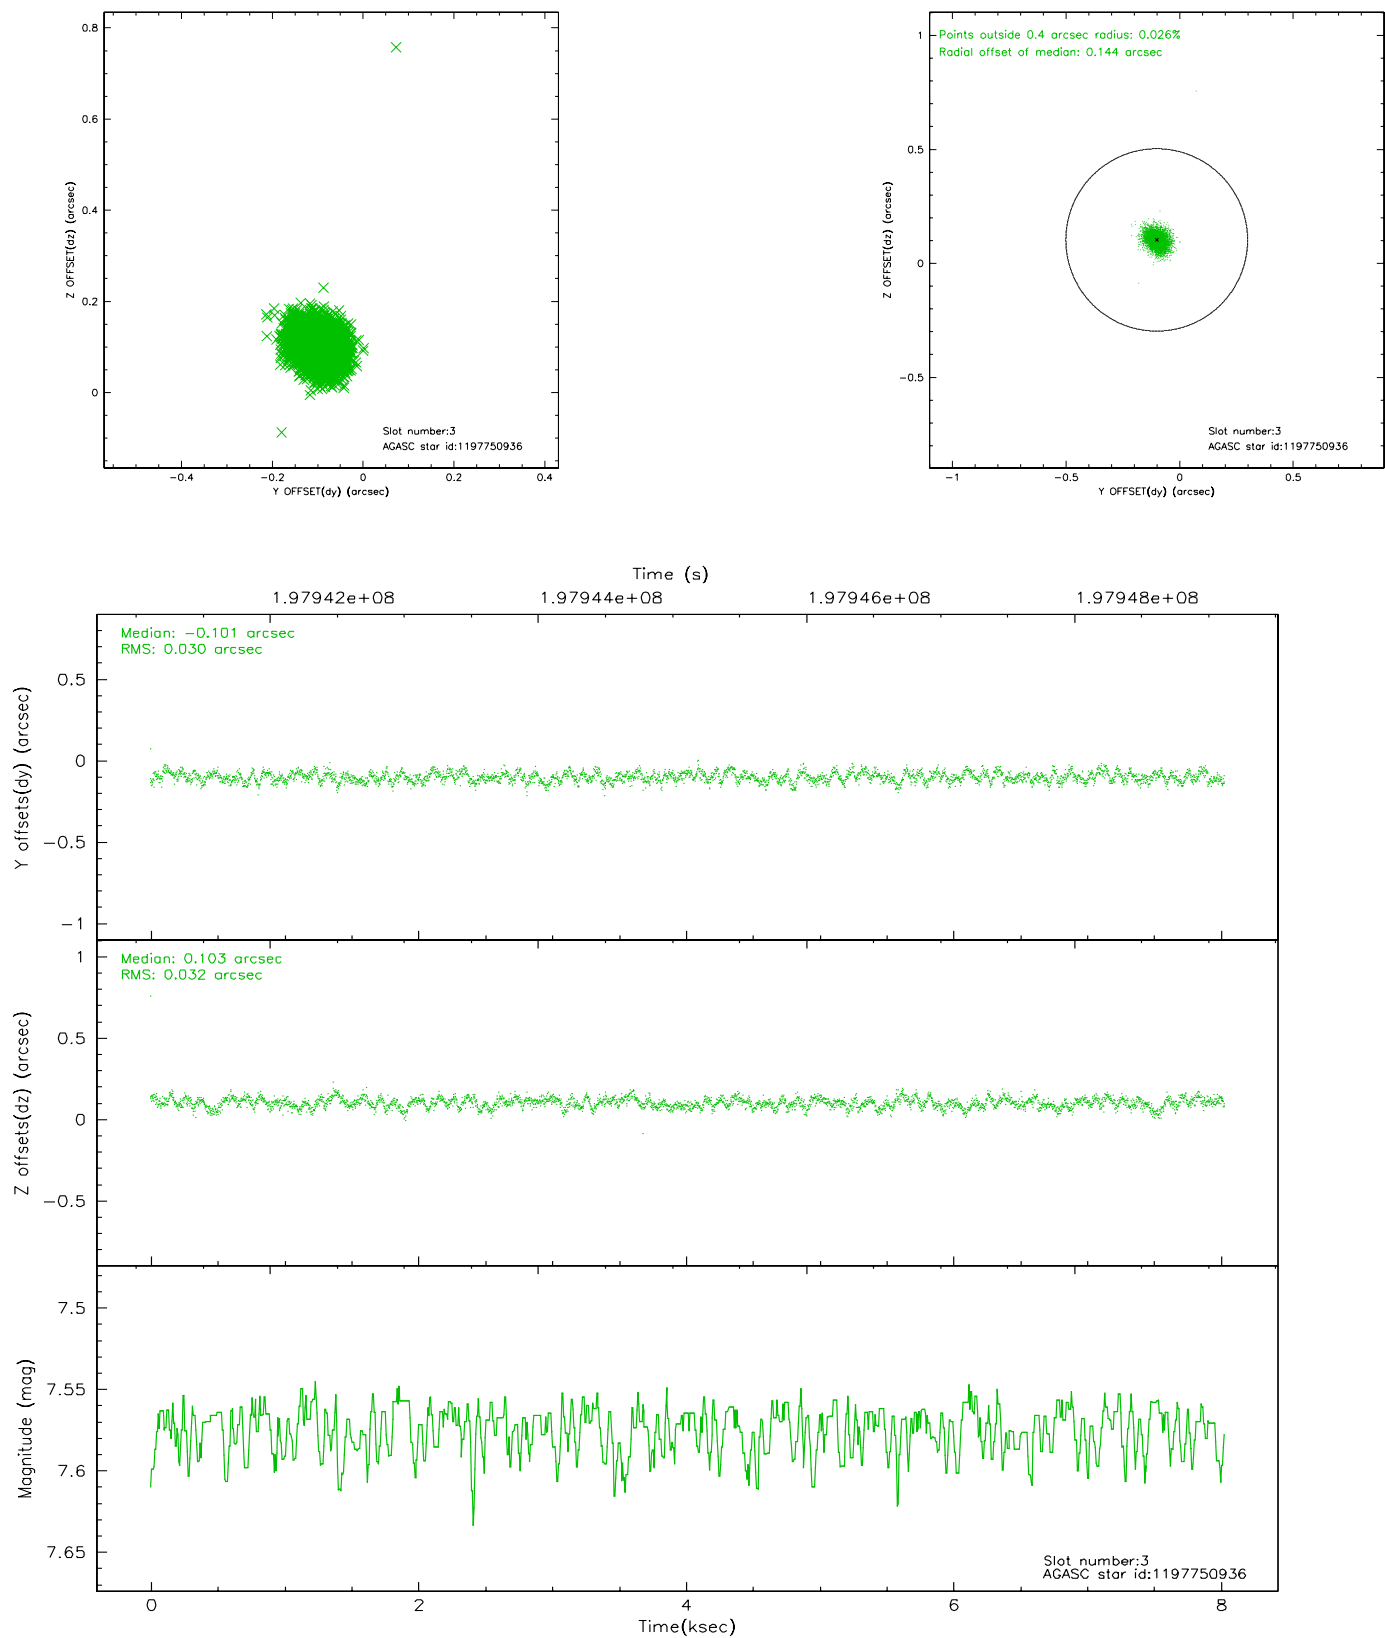 0.8
0.6
0.4
0.2
0
Z OFFSET(dz) (arcsec)
Slot number:3
AGASC star id:1197750936
−0.4 −0.2 0 0.2 0.4
Y OFFSET(dy) (arcsec)
Points outside 0.4 arcsec radius: 0.026%
Radial offset of median: 0.144 arcsec
1
0.5
0
−0.5
Z OFFSET(dz) (arcsec)
Slot number:3
AGASC star id:1197750936
−1 −0.5 0 0.5
Y OFFSET(dy) (arcsec)
Time (s)
1.97942e+08 1.97944e+08 1.97946e+08 1.97948e+08
Median: −0.101 arcsec
RMS: 0.030 arcsec
0.5
0
−0.5
−1
Y offsets(dy) (arcsec)
Median: 0.103 arcsec
RMS: 0.032 arcsec
1
0.5
0
−0.5
Z offsets(dz) (arcsec)
7.5
7.55
7.6
7.65
Magnitude (mag)
Slot number:3
AGASC star id:1197750936
0 2 4 6 8
Time(ksec)